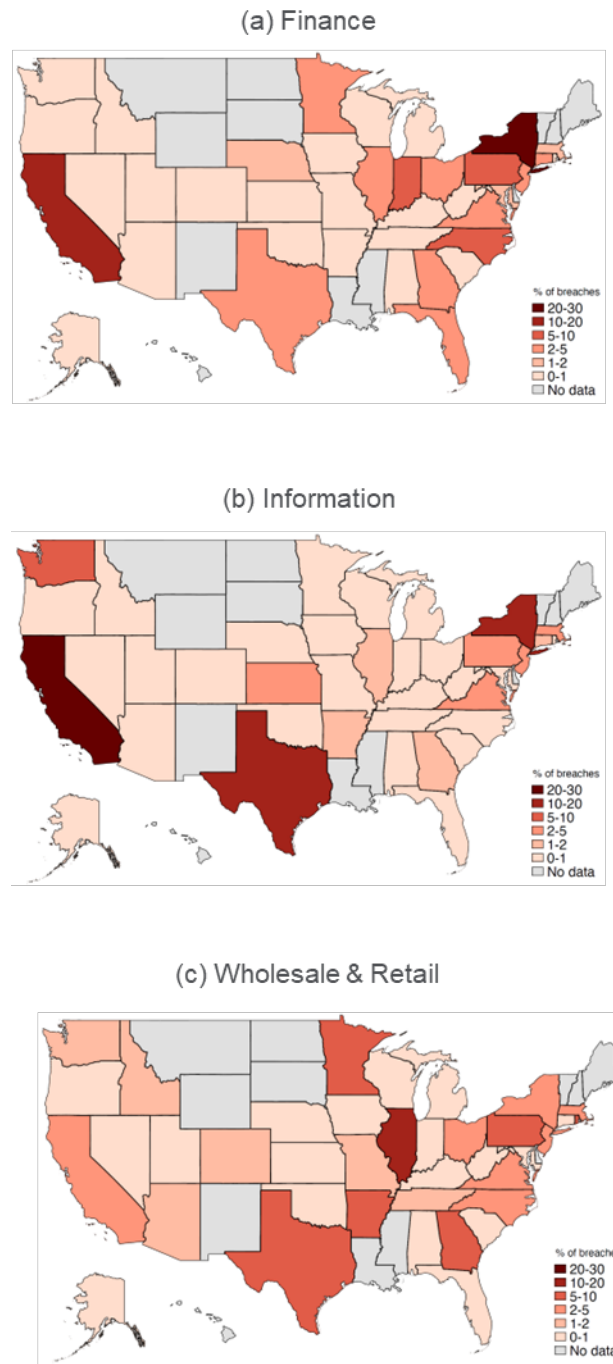 (a) Finance
% of breaches
20-30
10-20
5-10
2-5
1-2
0-1
No data
(b) Information
% of breaches
20-30
10-20
5-10
2-5
1-2
0-1
No data
(c) Wholesale & Retail
% of breaches
20-30
10-20
5-10
2-5
1-2
0-1
No data